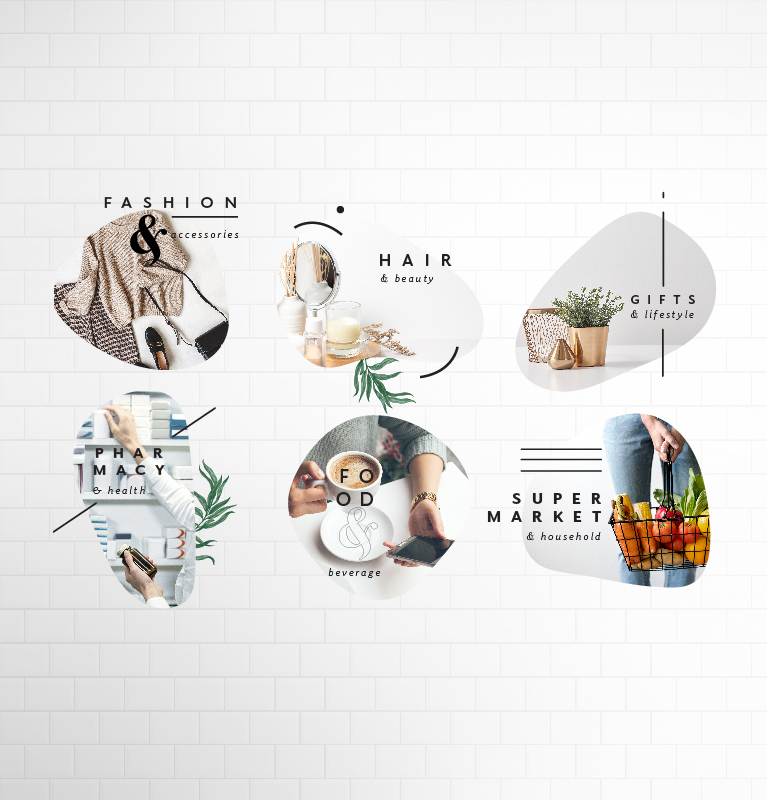 FASHION
&
accessories
HAIR
& beauty
GIFTS
& lifestyle
PHAR
MACY
& health
FO
OD
&
beverage
SUPER
MARKET
& household